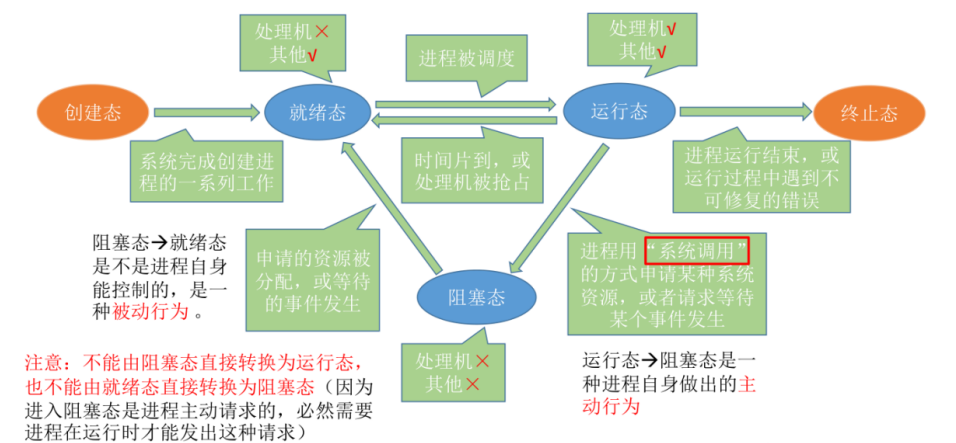 处理机×
其他√
处理机√
其他√
进程被调度
创建态
就绪态
运行态
终止态
系统完成创建进
程的一系列工作
时间片到，或
处理机被抢占
进程运行结束，或
运行过程中遇到不
可修复的错误
阻塞态→就绪态
是不是进程自身
能控制的，是一
种被动行为。
申请的资源被
分配，或等待
的事件发生
阻塞态
进程用“系统调用”
的方式申请某种系统
资源，或者请求等待
某个事件发生
处理机×
其他×
运行态→阻塞态是一
种进程自身做出的主
动行为
注意：不能由阻塞态直接转换为运行态，
也不能由就绪态直接转换为阻塞态（因为
进入阻塞态是进程主动请求的，必然需要
进程在运行时才能发出这种请求）